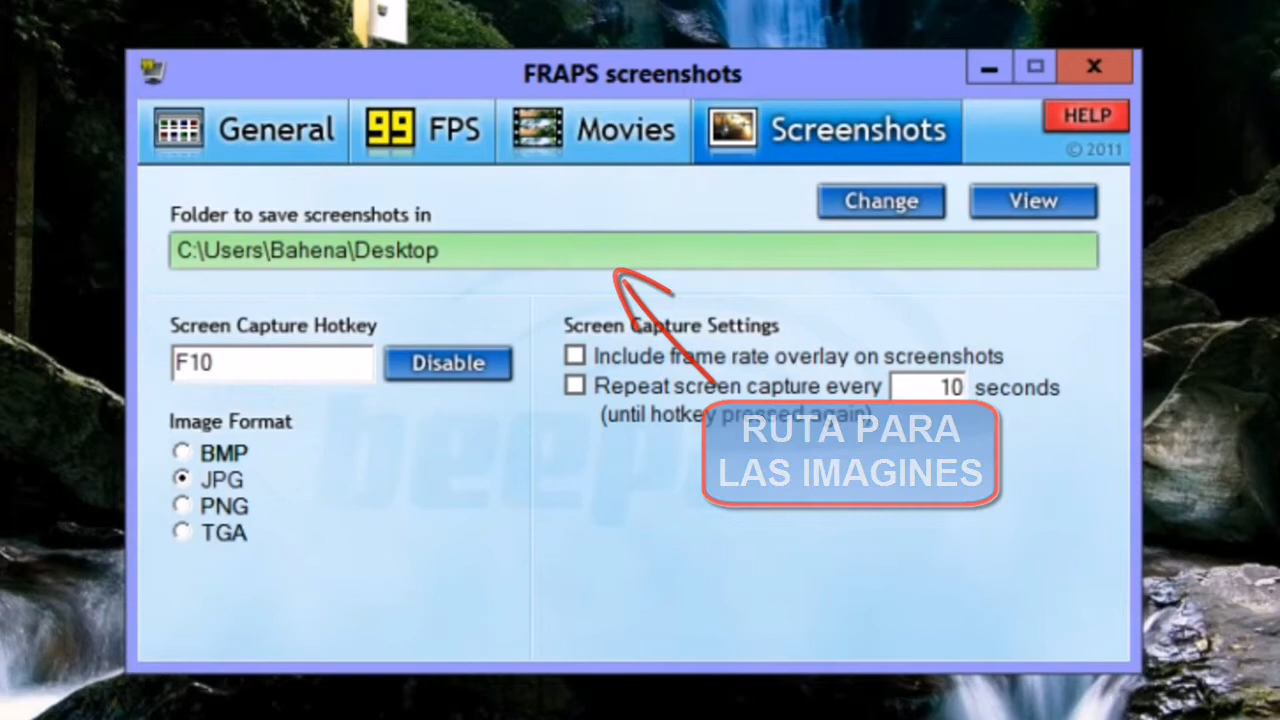 FRAPS screenshots
General
99 FPS
Movies
Screenshots
HELP
© 2011
Folder to save screenshots in
Change
View
C:\Users\Bahena\Desktop
Screen Capture Hotkey
F10
Disable
Image Format
BMP
JPG
PNG
TGA
Screen Capture Settings
Include frame rate overlay on screenshots
Repeat screen capture every 10 seconds
(until hotkey pressed again)
RUTA PARA
LAS IMAGINES